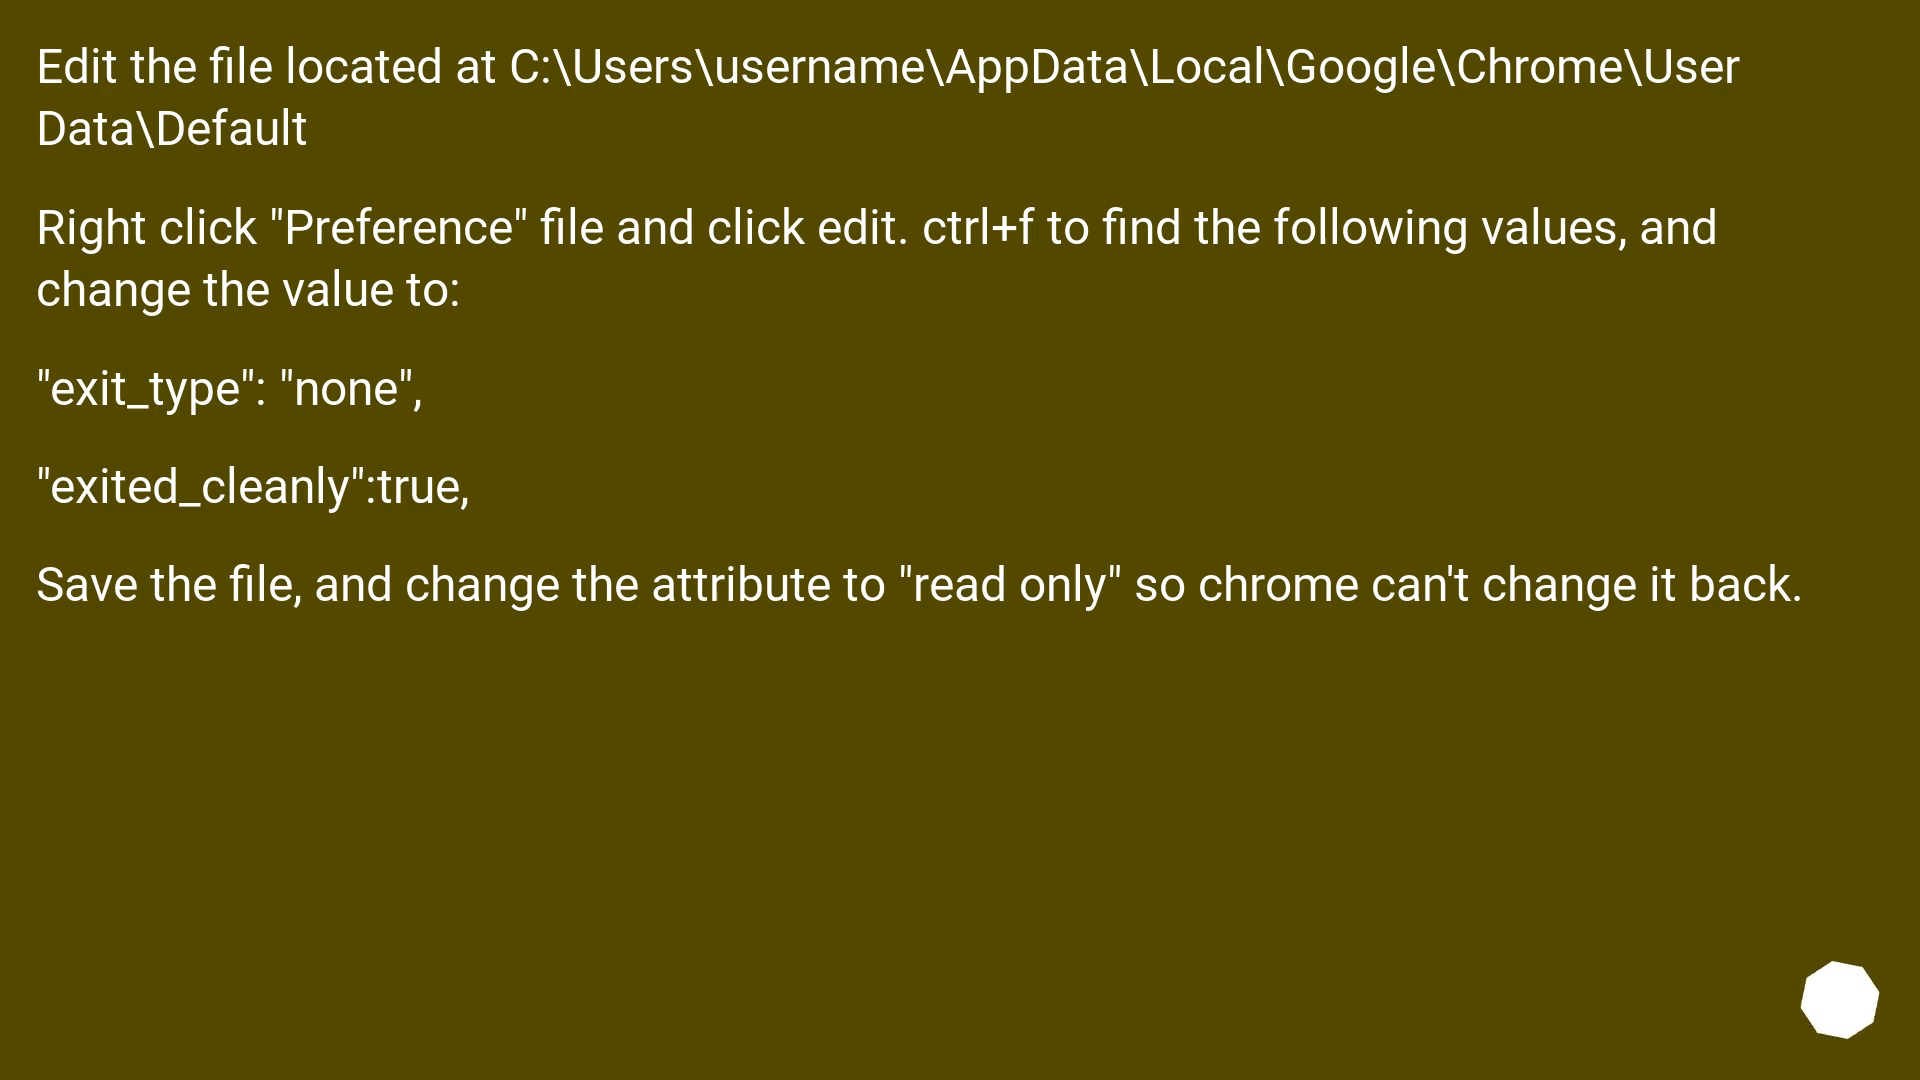 Edit the file located at C:\Users\username\AppData\Local\Google\Chrome\User
Data\Default
Right click "Preference" file and click edit. ctrl+f to find the following values, and
change the value to:
"exit_type": "none",
"exited_cleanly":true,
Save the file, and change the attribute to "read only" so chrome can't change it back.